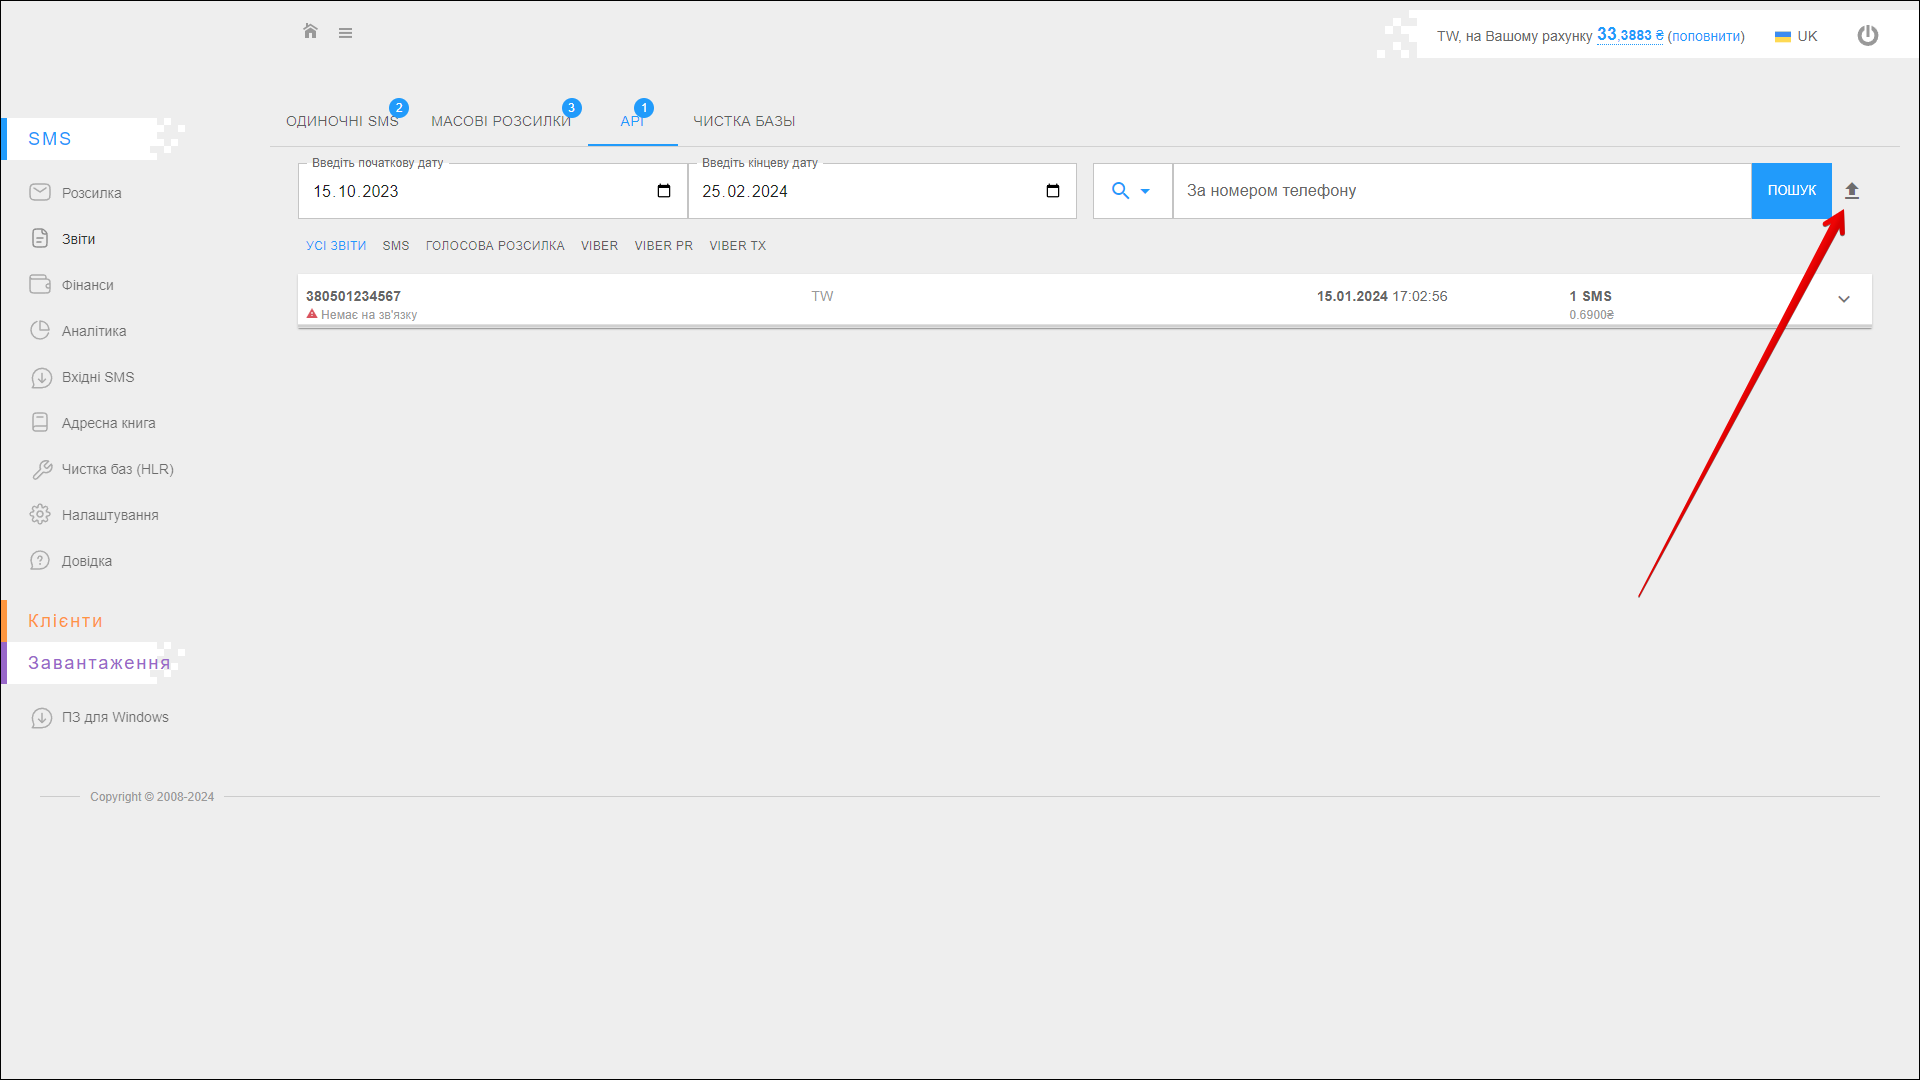 TW, на Вашому рахунку 33,3883 ₴ (поповнити)
UK
SMS
Розсилка
Звіти
Фінанси
Аналітика
Вхідні SMS
Адресна книга
Чистка баз (HLR)
Налаштування
Довідка
Клієнти
Завантаження
ПЗ для Windows
ОДИНОЧНІ SMS 2
МАСОВІ РОЗСИЛКИ 3
API 1
ЧИСТКА БАЗЫ
Введіть початкову дату
15.10.2023
Введіть кінцеву дату
25.02.2024
За номером телефону
ПОШУК
УСІ ЗВІТИ SMS ГОЛОСОВА РОЗСИЛКА VIBER VIBER PR VIBER TX
380501234567 TW 15.01.2024 17:02:56 1 SMS
Немає на зв'язку 0.6900₴
Copyright © 2008-2024